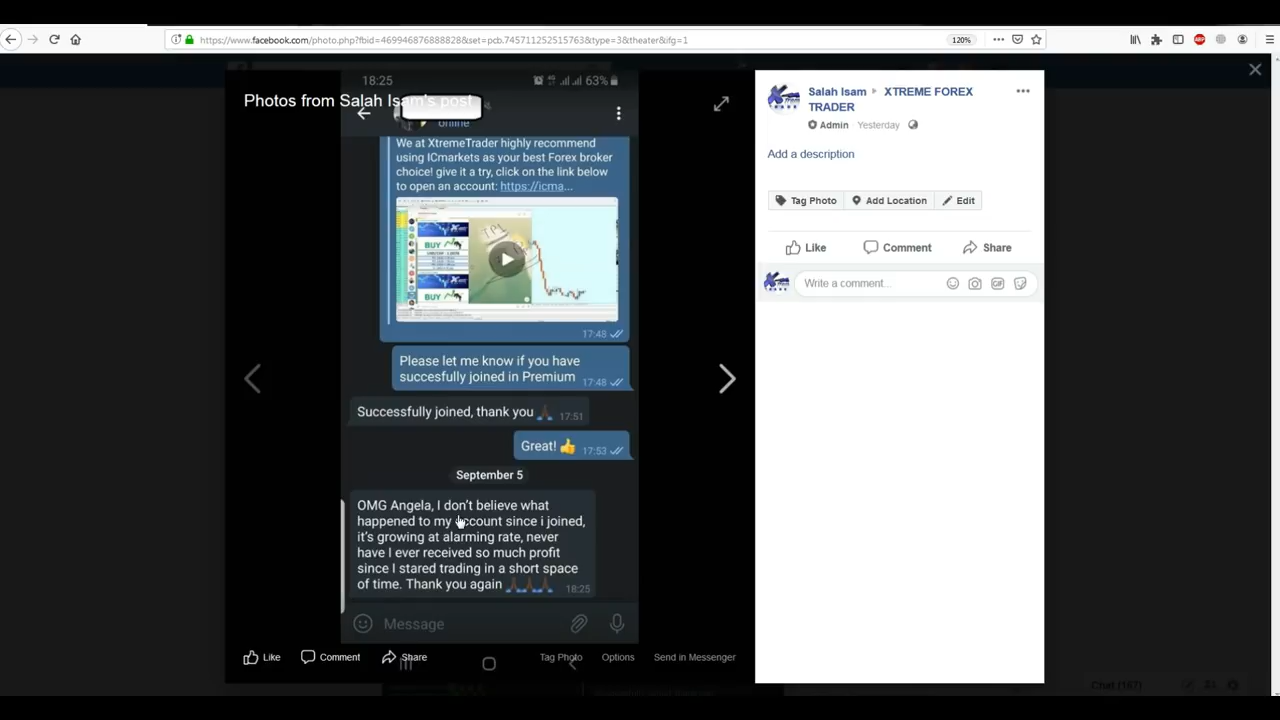 https://www.facebook.com/photo.php?fbid=469946876888828&set=pcb.745711252515763&type=3&theater&ifg=1
120%
18:25
63%
Photos from Salah Isam's post
online
We at XtremeTrader highly recommend
using ICmarkets as your best Forex broker
choice! give it a try, click on the link below
to open an account: https://icma...
BUY
BUY
17:48
Please let me know if you have
succesfully joined in Premium
17:48
Successfully joined, thank you
17:51
Great! 👍
17:53
September 5
OMG Angela, I don't believe what
happened to my account since i joined,
it's growing at alarming rate, never
have I ever received so much profit
since I stared trading in a short space
of time. Thank you again
18:25
Message
Like
Comment
Share
Tag Photo
Options
Send in Messenger
Salah Isam ▸ XTREME FOREX
TRADER
Admin
Yesterday
Add a description
Tag Photo
Add Location
Edit
Like
Comment
Share
Write a comment...
GIF
Chat (167)